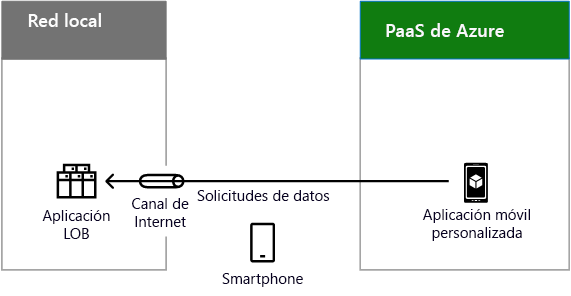 Red local
PaaS de Azure
Aplicación
LOB
Canal de
Internet
Solicitudes de datos
Aplicación móvil
personalizada
Smartphone